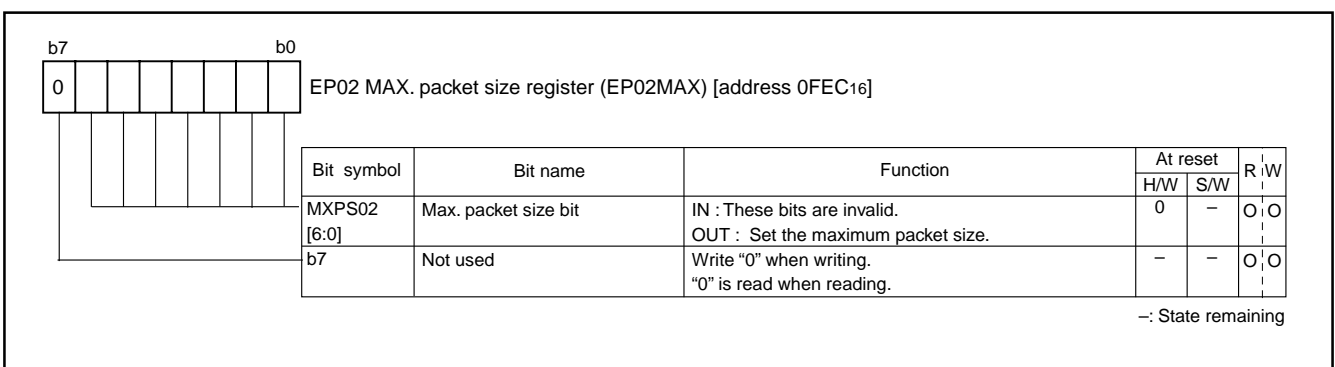 b7 b0
0 EP02 MAX. packet size register (EP02MAX) [address 0FEC16]
Bit symbol Bit name Function At reset R W
H/W S/W
MXPS02 Max. packet size bit IN : These bits are invalid. 0 – O O
[6:0] OUT : Set the maximum packet size.
b7 Not used Write “0” when writing. – – O O
“0” is read when reading.
–: State remaining